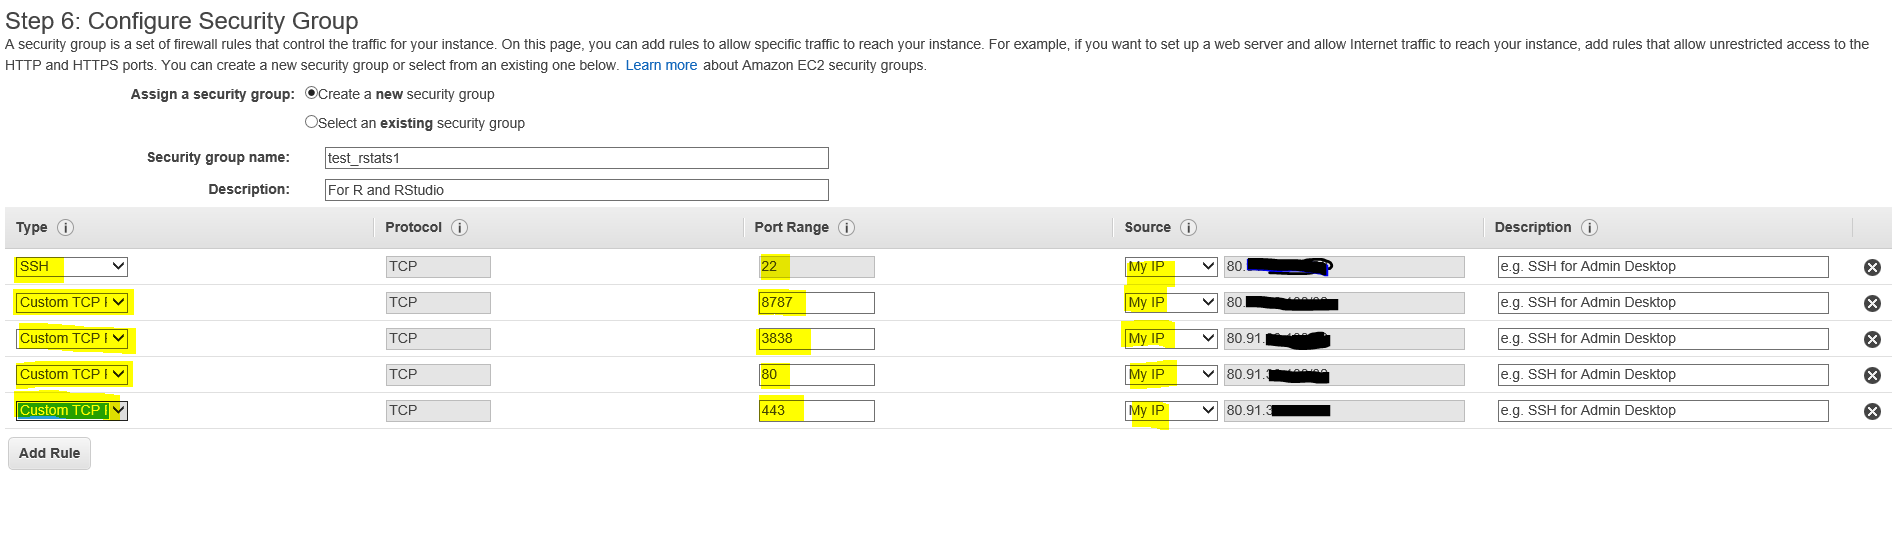 Step 6: Configure Security Group
A security group is a set of firewall rules that control the traffic for your instance. On this page, you can add rules to allow specific traffic to reach your instance. For example, if you want to set up a web server and allow Internet traffic to reach your instance, add rules that allow unrestricted access to the
HTTP and HTTPS ports. You can create a new security group or select from an existing one below. Learn more about Amazon EC2 security groups.
Assign a security group: Create a new security group
Select an existing security group
Security group name: test_rstats1
Description: For R and RStudio
Type Protocol Port Range Source Description
SSH TCP 22 My IP 80. e.g. SSH for Admin Desktop
Custom TCP TCP 8787 My IP 80. e.g. SSH for Admin Desktop
Custom TCP TCP 3838 My IP 80.91. e.g. SSH for Admin Desktop
Custom TCP TCP 80 My IP 80.91. e.g. SSH for Admin Desktop
Custom TCP TCP 443 My IP 80.91.3 e.g. SSH for Admin Desktop
Add Rule